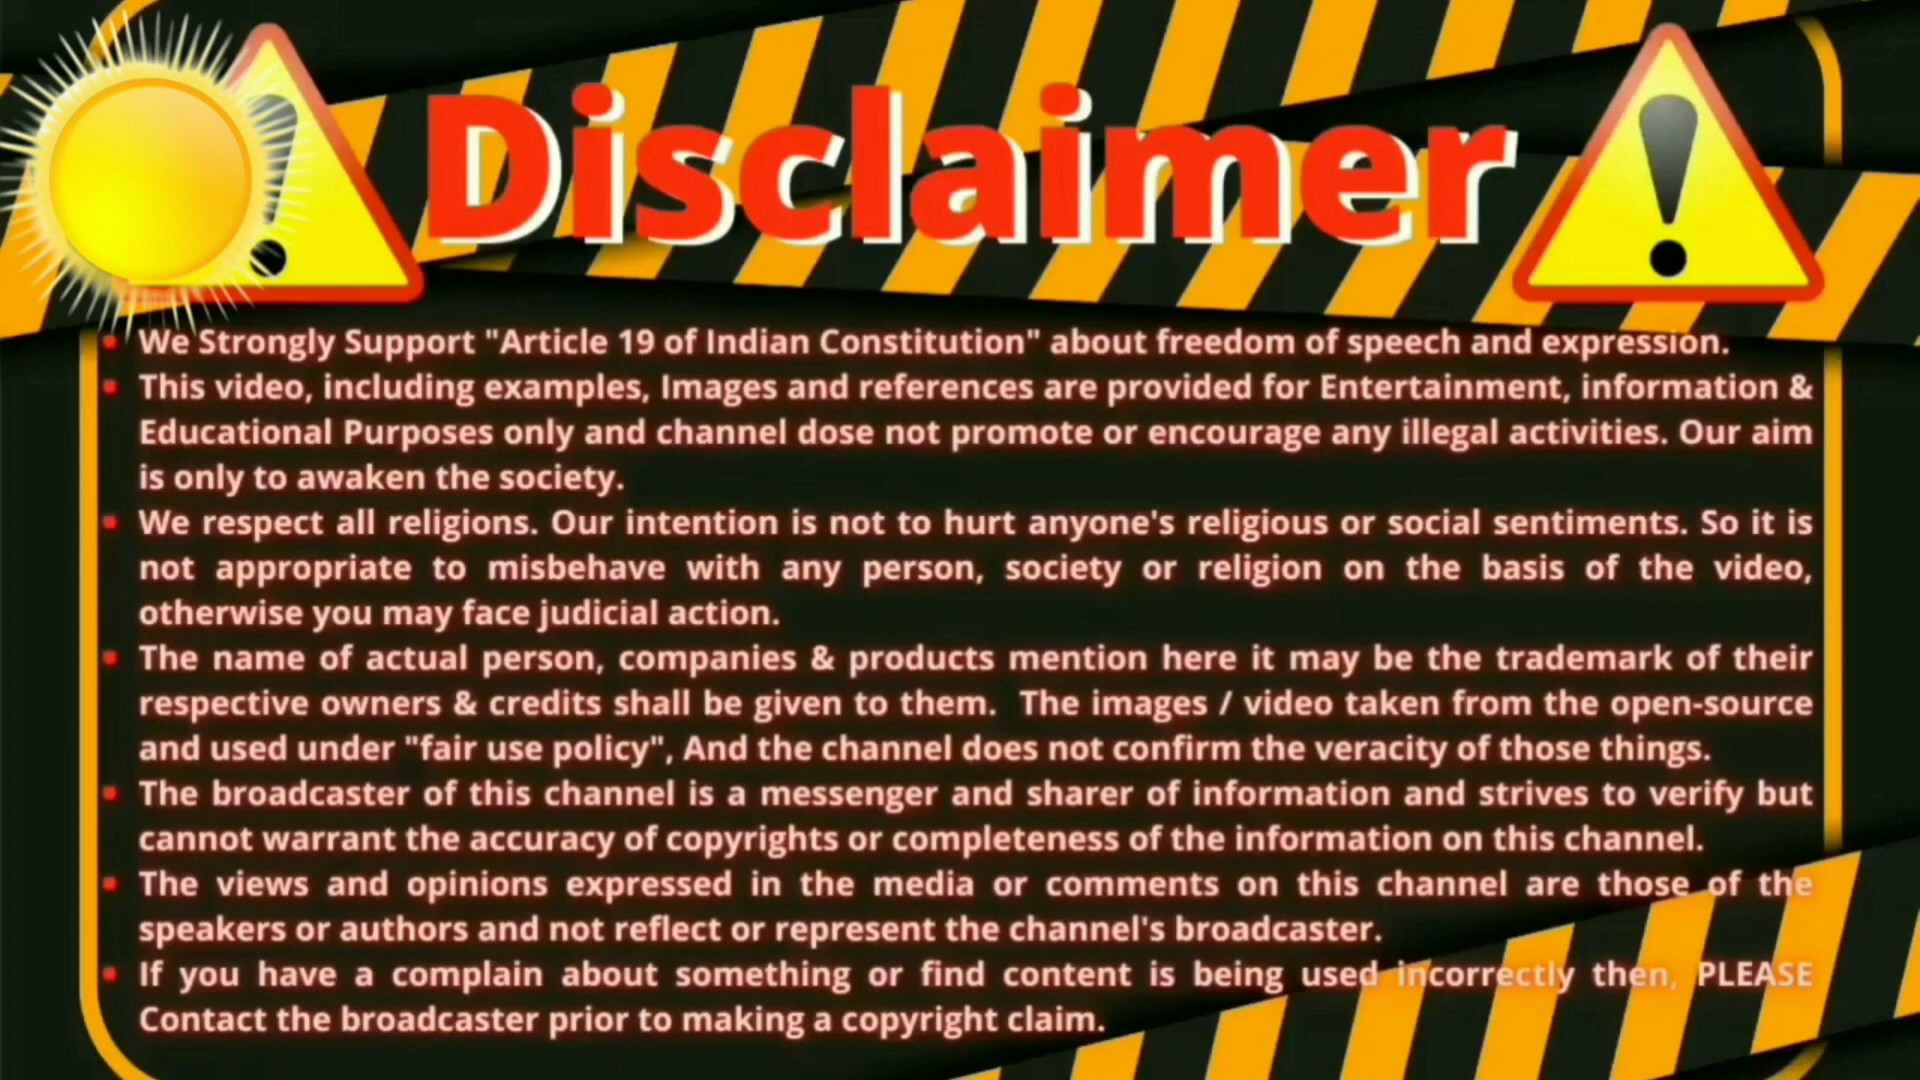 Disclaimer
We Strongly Support "Article 19 of Indian Constitution" about freedom of speech and expression.
This video, including examples, Images and references are provided for Entertainment, information &
Educational Purposes only and channel dose not promote or encourage any illegal activities. Our aim
is only to awaken the society.
We respect all religions. Our intention is not to hurt anyone's religious or social sentiments. So it is
not appropriate to misbehave with any person, society or religion on the basis of the video,
otherwise you may face judicial action.
The name of actual person, companies & products mention here it may be the trademark of their
respective owners & credits shall be given to them. The images / video taken from the open-source
and used under "fair use policy", And the channel does not confirm the veracity of those things.
The broadcaster of this channel is a messenger and sharer of information and strives to verify but
cannot warrant the accuracy of copyrights or completeness of the information on this channel.
The views and opinions expressed in the media or comments on this channel are those of the
speakers or authors and not reflect or represent the channel's broadcaster.
If you have a complain about something or find content is being used incorrectly then, PLEASE
Contact the broadcaster prior to making a copyright claim.